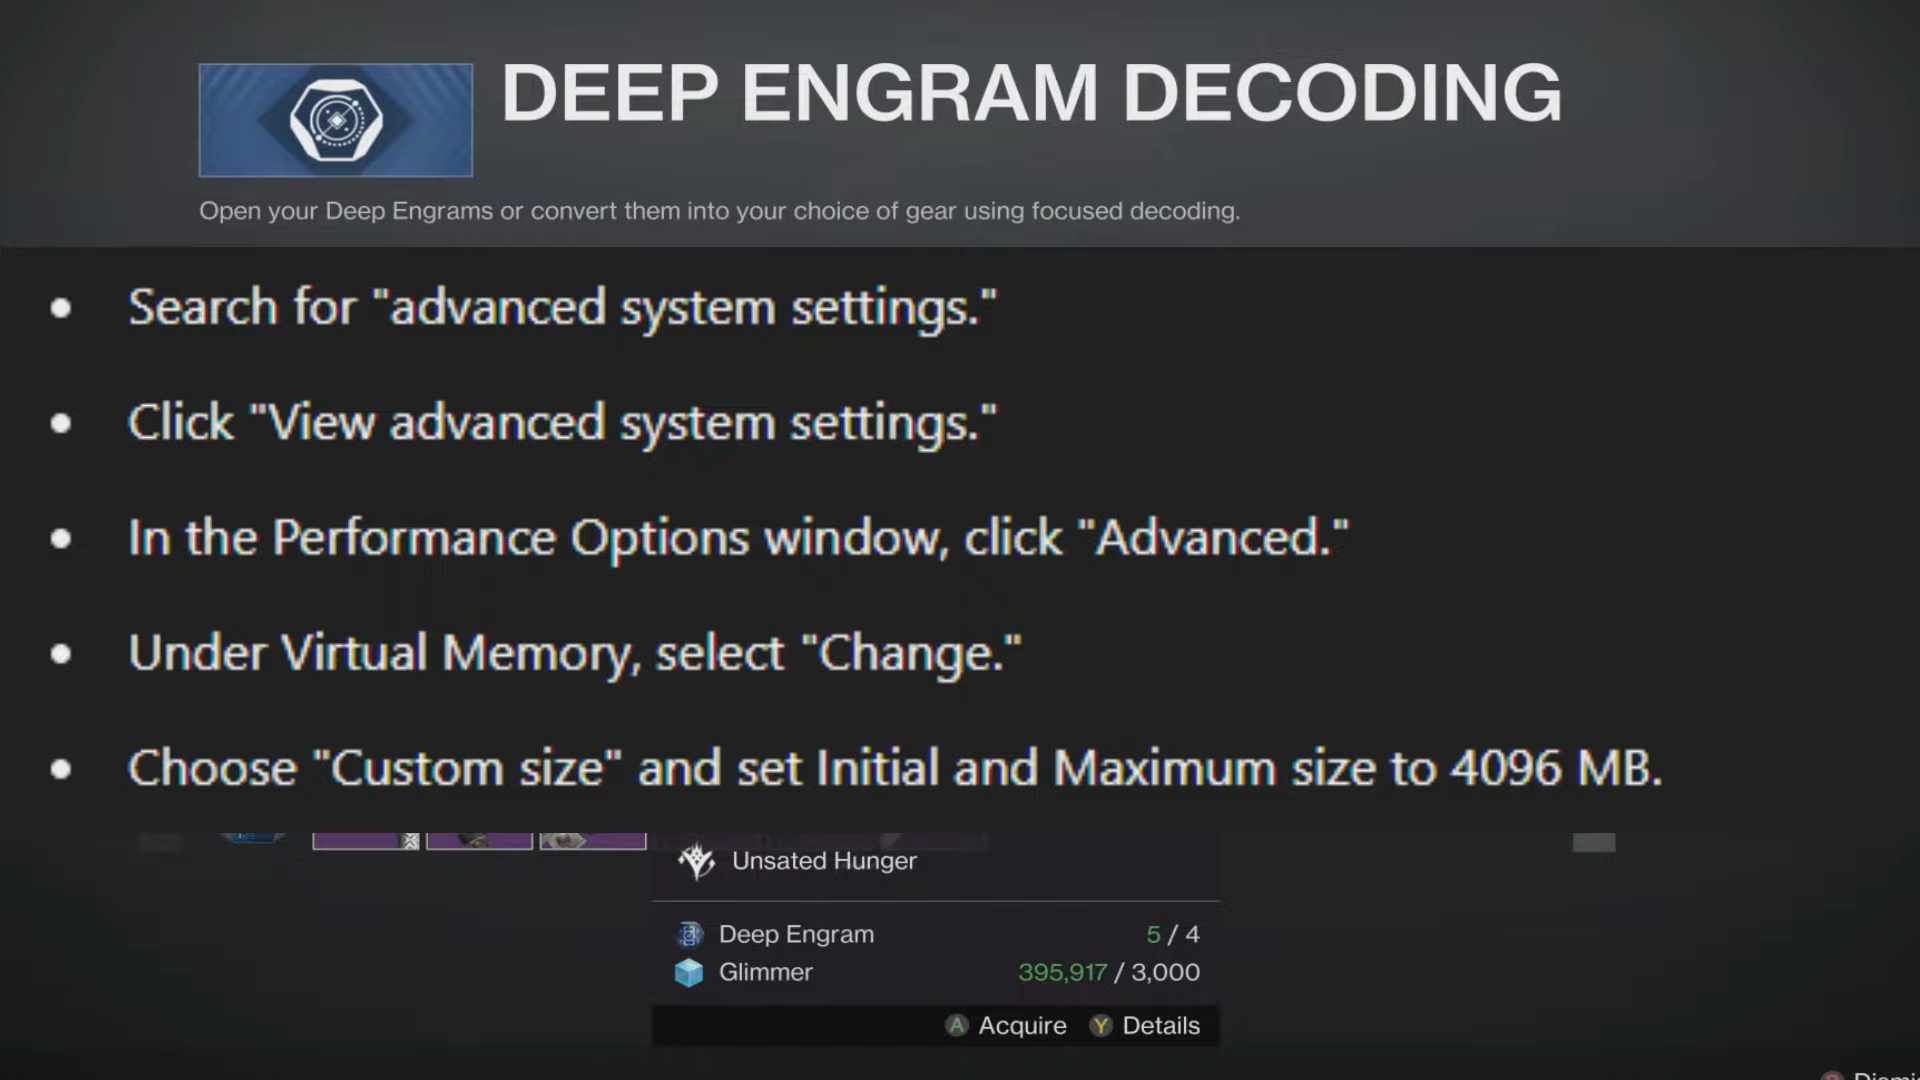 DEEP ENGRAM DECODING
Open your Deep Engrams or convert them into your choice of gear using focused decoding.
• Search for "advanced system settings."
• Click "View advanced system settings."
• In the Performance Options window, click "Advanced."
• Under Virtual Memory, select "Change."
• Choose "Custom size" and set Initial and Maximum size to 4096 MB.
Unsated Hunger
Deep Engram 5 / 4
Glimmer 395,917 / 3,000
A Acquire Y Details